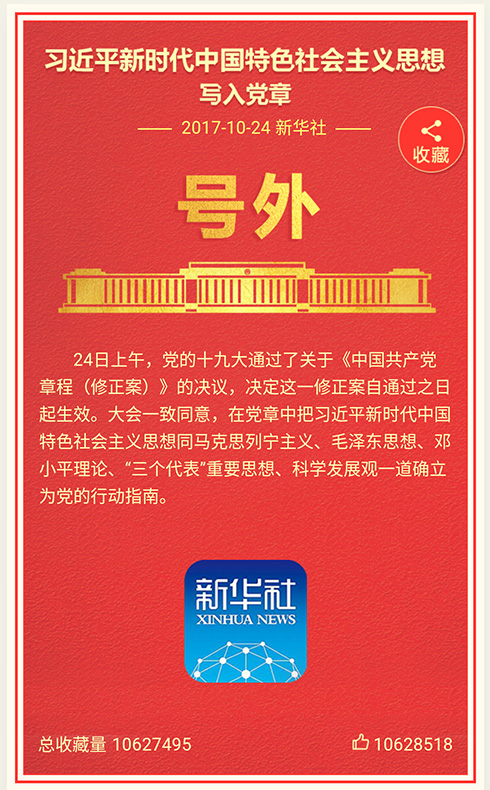 习近平新时代中国特色社会主义思想
写入党章
2017-10-24 新华社
收藏
号外
24日上午，党的十九大通过了关于《中国共产党
章程（修正案）》的决议，决定这一修正案自通过之日
起生效。大会一致同意，在党章中把习近平新时代中国
特色社会主义思想同马克思列宁主义、毛泽东思想、邓
小平理论、“三个代表”重要思想、科学发展观一道确立
为党的行动指南。
新华社
XINHUA NEWS
总收藏量 10627495
10628518